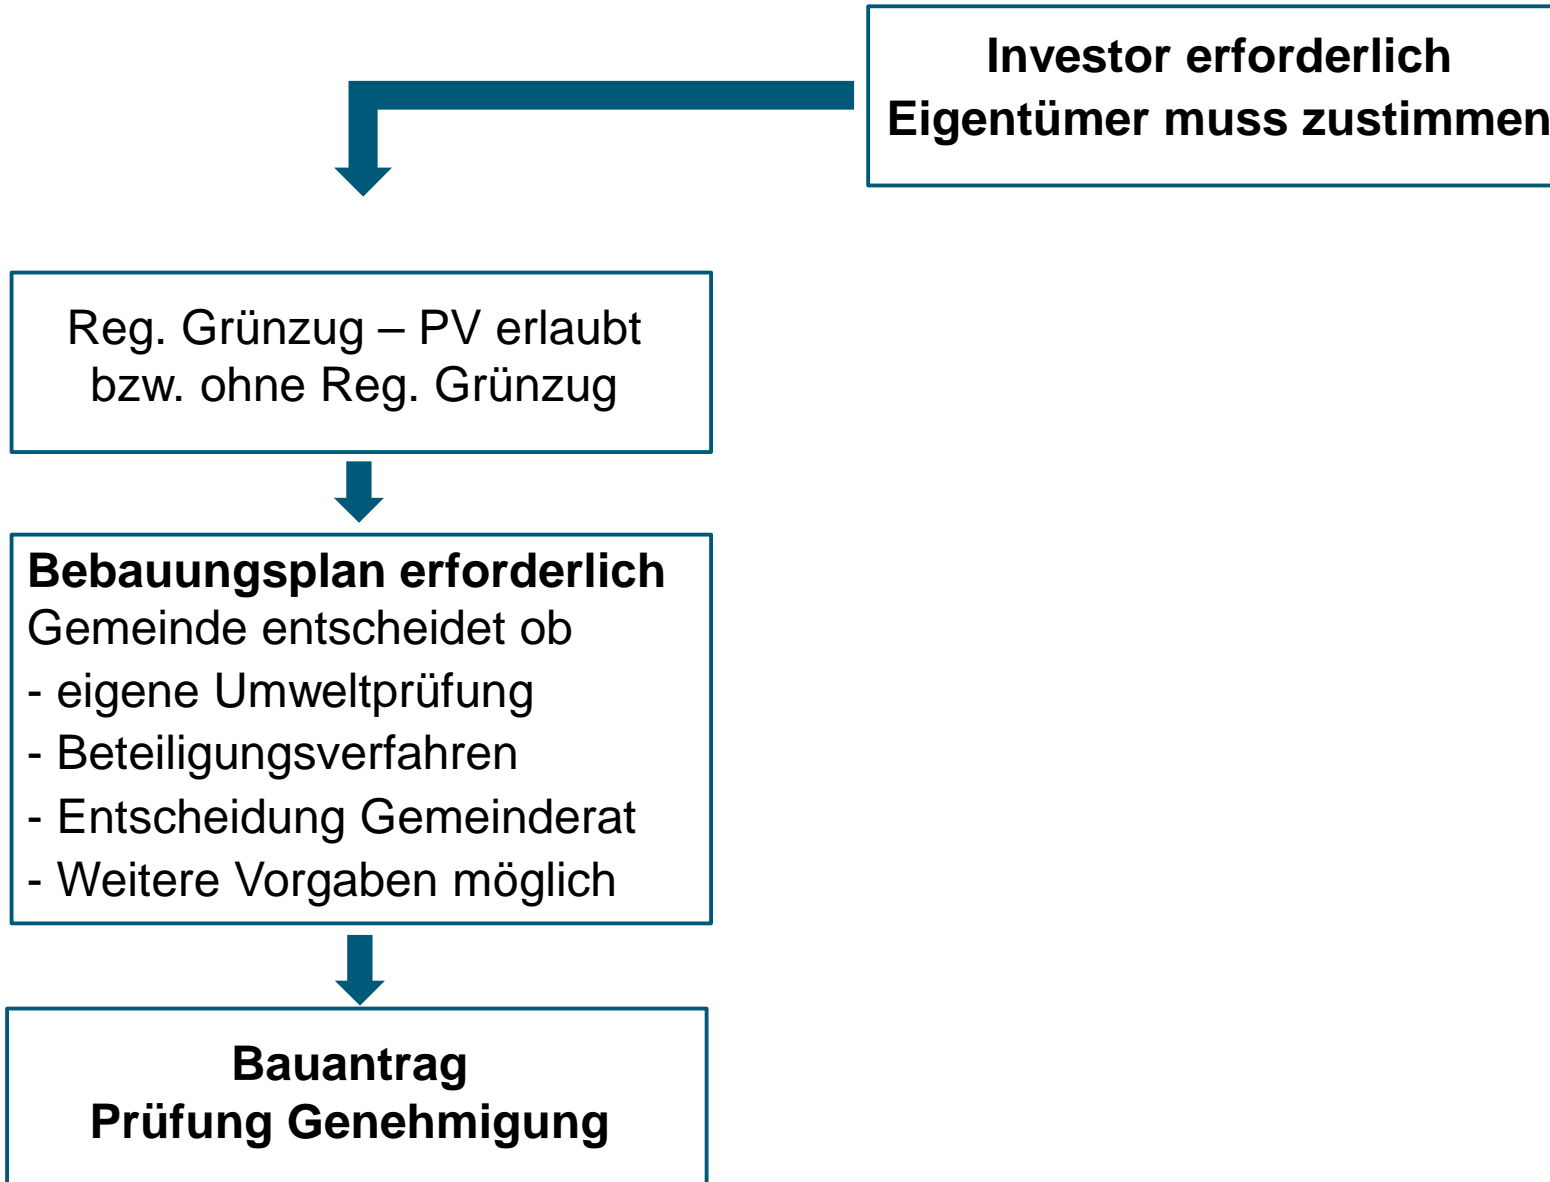 Investor erforderlich
Eigentümer muss zustimmen
Reg. Grünzug – PV erlaubt
bzw. ohne Reg. Grünzug
Bebauungsplan erforderlich
Gemeinde entscheidet ob
- eigene Umweltprüfung
- Beteiligungsverfahren
- Entscheidung Gemeinderat
- Weitere Vorgaben möglich
Bauantrag
Prüfung Genehmigung